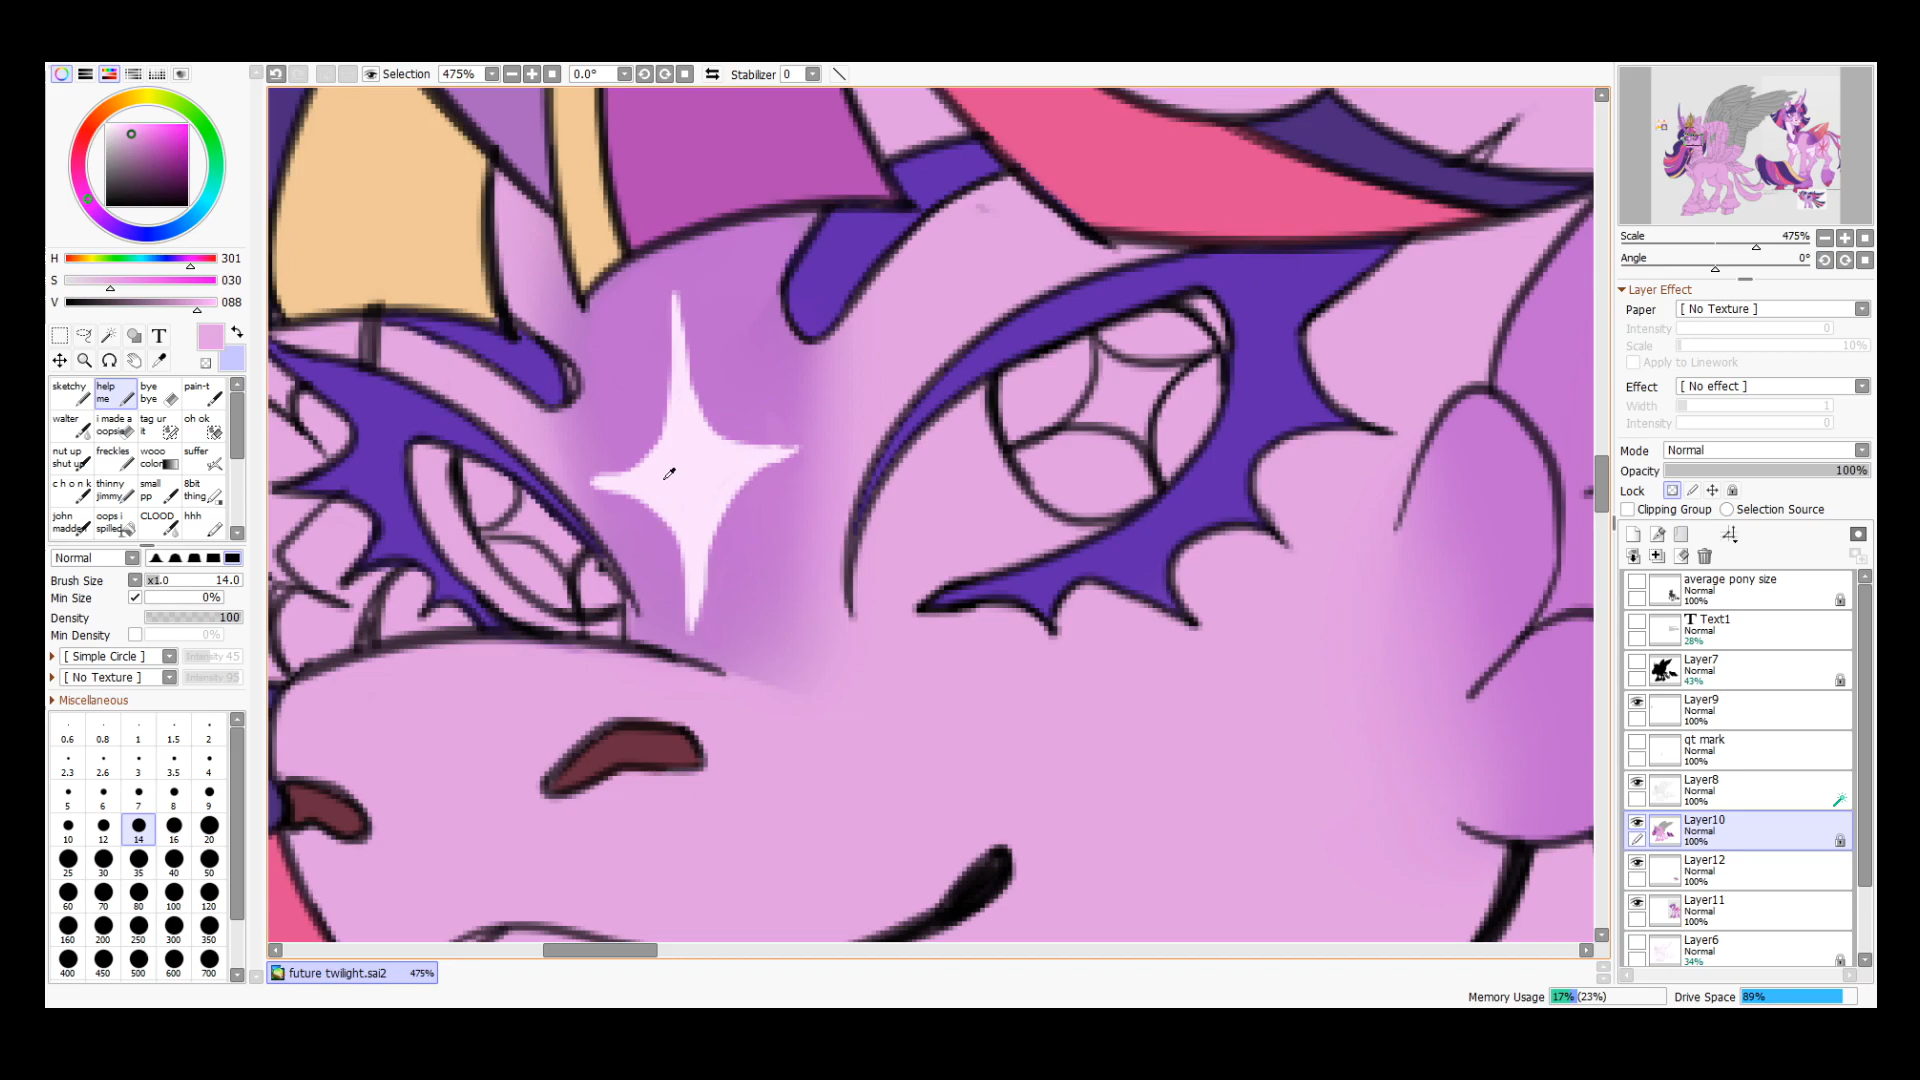 Selection 475% 0.0° Stabilizer 0
H 301
S 030
V 088
T
sketchy help me bye bye pain-t
walter i made a oopsie tag ur it oh ok
nut up shut up freckles wooo color suffer
c h o n k thinny jimmy small pp 8bit thing
john madden oops i spilled CLOOD hhh
Normal
Brush Size x1.0 14.0
Min Size 0%
Density 100
Min Density 0%
[ Simple Circle ] Intensity 45
[ No Texture ] Intensity 95
Miscellaneous
0.6 0.8 1 1.5 2
2.3 2.6 3 3.5 4
5 6 7 8 9
10 12 14 16 20
25 30 35 40 50
60 70 80 100 120
160 200 250 300 350
400 450 500 600 700
future twilight.sai2 475%
Scale 475%
Angle 0°
Layer Effect
Paper [ No Texture ]
Intensity 0
Scale 10%
Apply to Linework
Effect [ No effect ]
Width 1
Intensity 0
Mode Normal
Opacity 100%
Lock
Clipping Group Selection Source
average pony size
Normal
100%
T Text1
Normal
28%
Layer7
Normal
43%
Layer9
Normal
100%
qt mark
Normal
100%
Layer8
Normal
100%
Layer10
Normal
100%
Layer12
Normal
100%
Layer11
Normal
100%
Layer6
Normal
34%
Memory Usage 17% (23%) Drive Space 89%